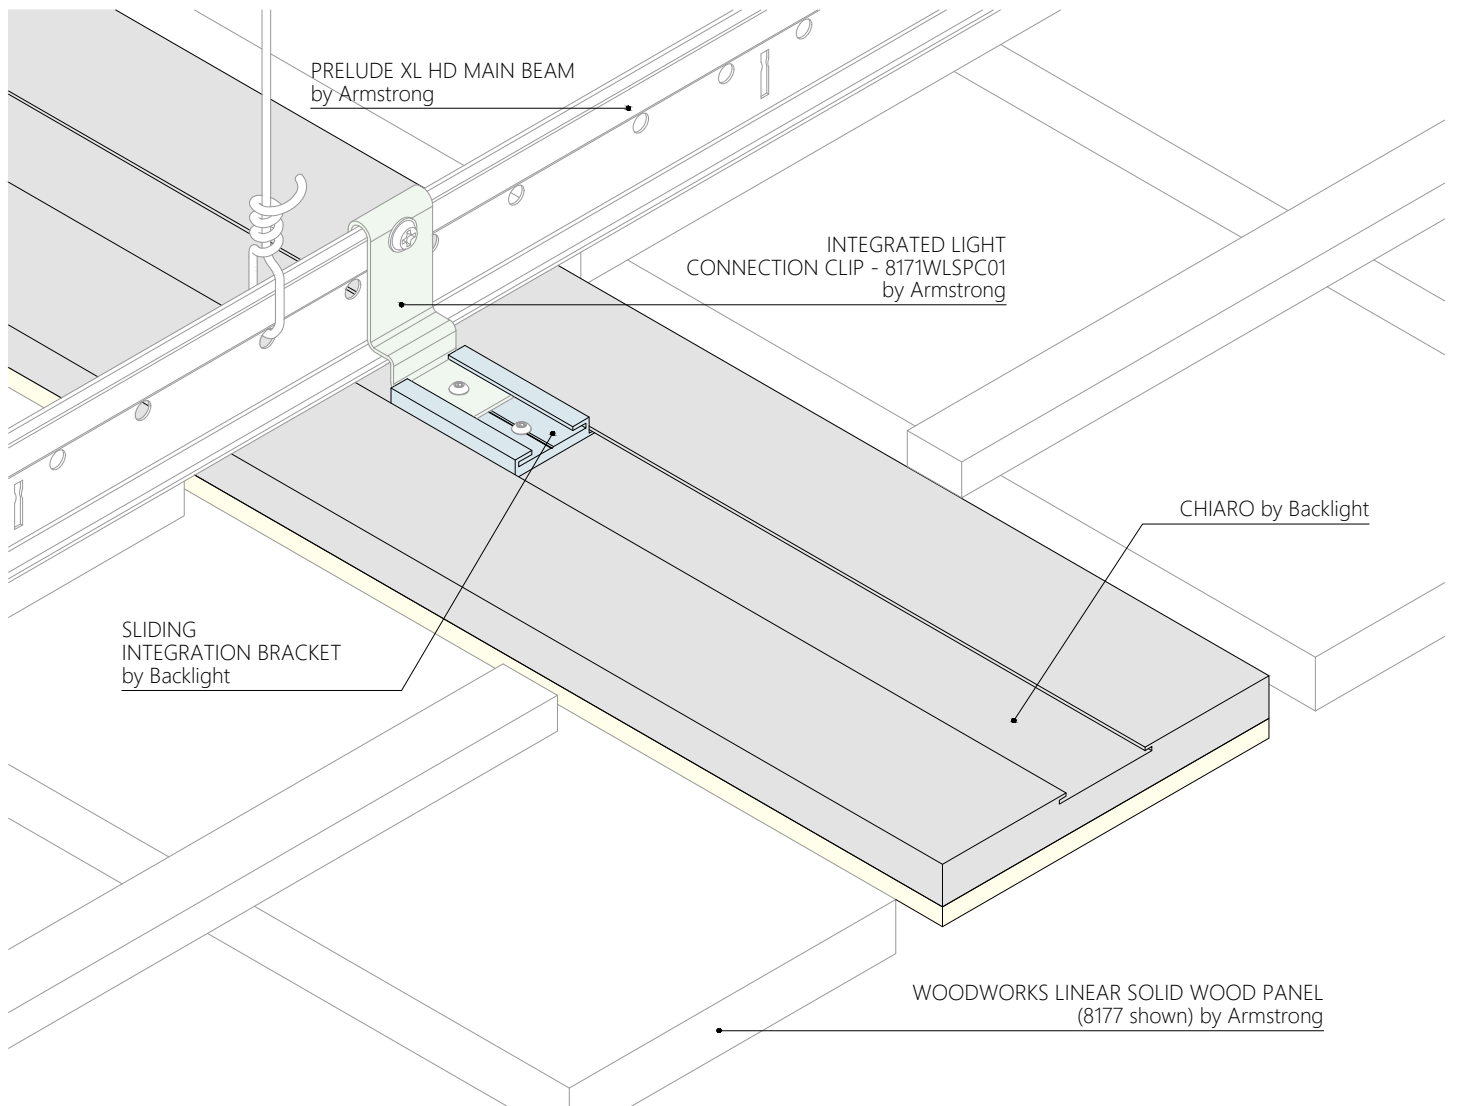 PRELUDE XL HD MAIN BEAM
by Armstrong
INTEGRATED LIGHT
CONNECTION CLIP - 8171WLSPC01
by Armstrong
CHIARO by Backlight
SLIDING
INTEGRATION BRACKET
by Backlight
WOODWORKS LINEAR SOLID WOOD PANEL
(8177 shown) by Armstrong